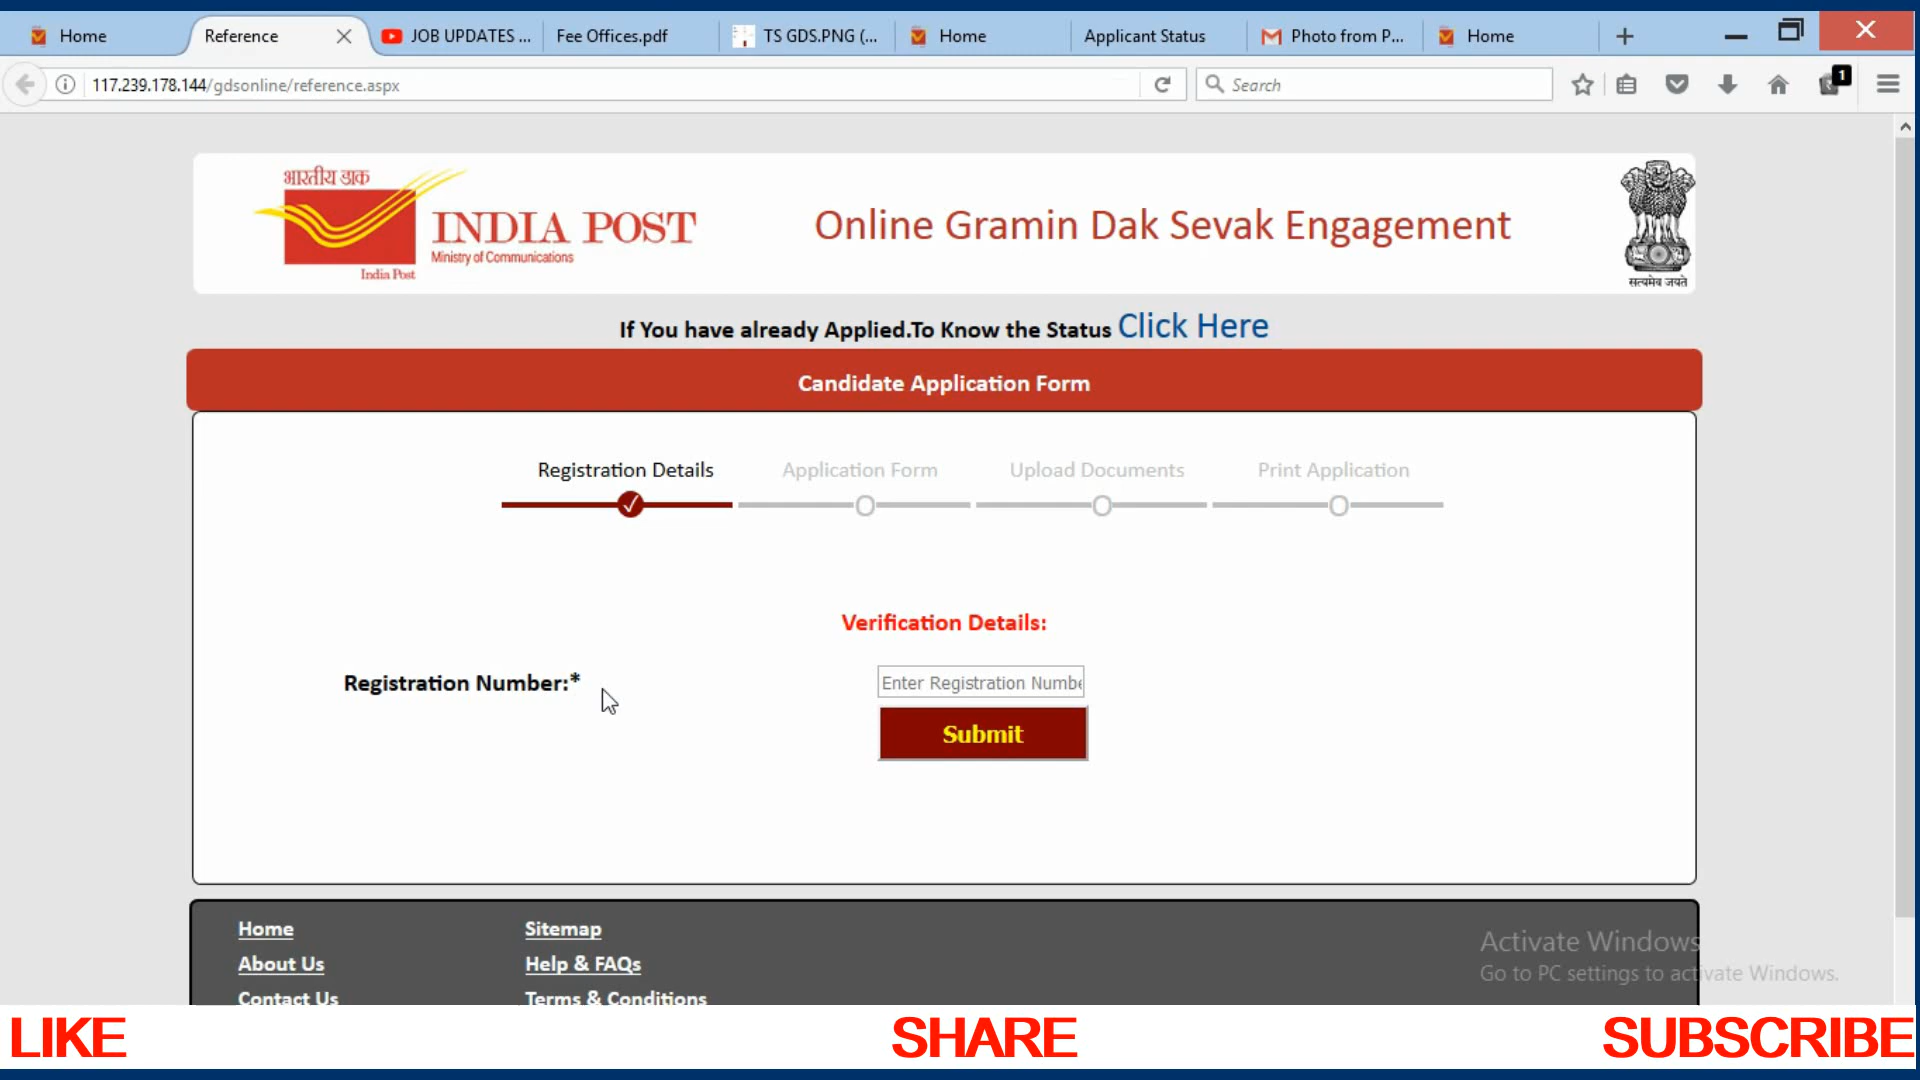 Home
Reference
JOB UPDATES ...
Fee Offices.pdf
TS GDS.PNG (...
Home
Applicant Status
Photo from P...
Home
117.239.178.144/gdsonline/reference.aspx
Search
1
भारतीय डाक
INDIA POST
Ministry of Communications
India Post
Online Gramin Dak Sevak Engagement
सत्यमेव जयते
If You have already Applied.To Know the Status Click Here
Candidate Application Form
Registration Details
Application Form
Upload Documents
Print Application
Verification Details:
Registration Number:*
Enter Registration Numbe
Submit
Home
Sitemap
About Us
Help & FAQs
Contact Us
Terms & Conditions
Activate Windows
Go to PC settings to activate Windows.
LIKE
SHARE
SUBSCRIBE